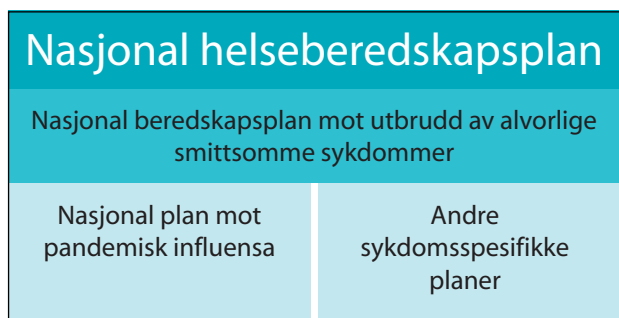 Nasjonal helseberedskapsplan
Nasjonal beredskapsplan mot utbrudd av alvorlige
smittsomme sykdommer
Nasjonal plan mot
pandemisk influensa
Andre
sykdomsspesifikke
planer